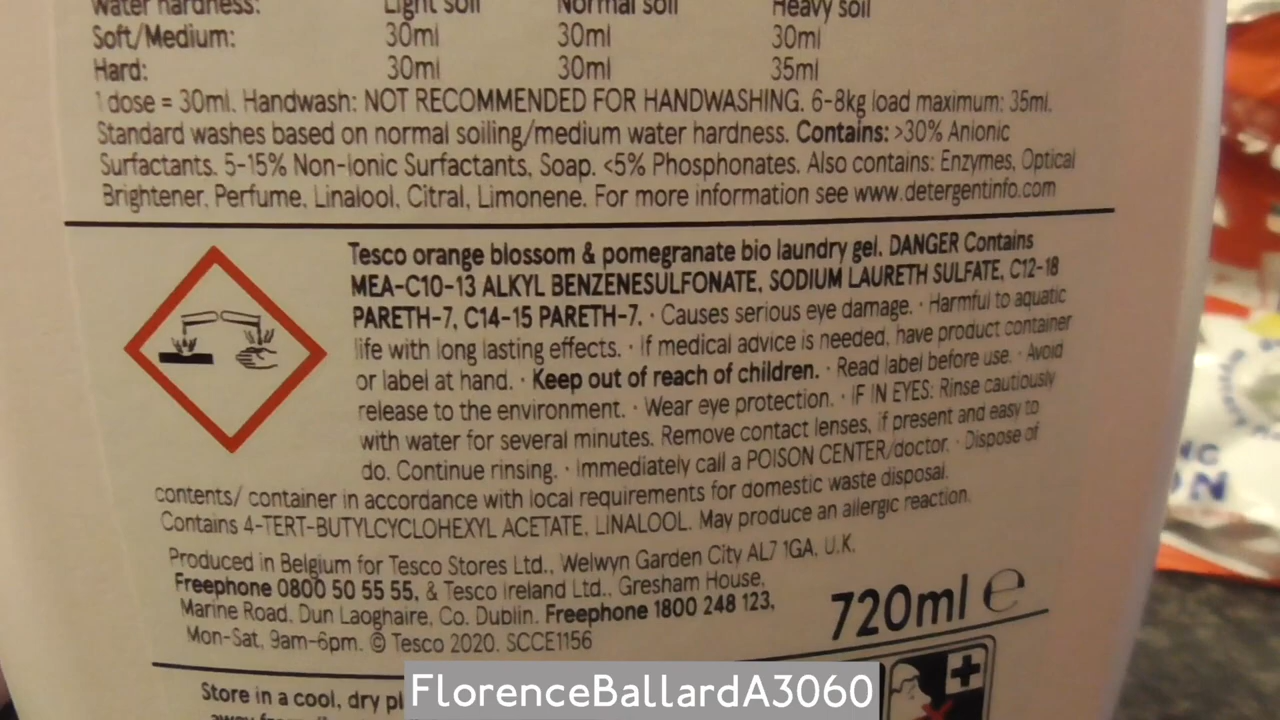 Water hardness: Light soil Normal soil Heavy soil
Soft/Medium: 30ml 30ml 30ml
Hard: 30ml 30ml 35ml
1 dose = 30ml. Handwash: NOT RECOMMENDED FOR HANDWASHING. 6-8kg load maximum: 35ml.
Standard washes based on normal soiling/medium water hardness. Contains: >30% Anionic
Surfactants. 5-15% Non-ionic Surfactants, Soap. <5% Phosphonates. Also contains: Enzymes, Optical
Brightener, Perfume, Linalool, Citral, Limonene. For more information see www.detergentinfo.com
Tesco orange blossom & pomegranate bio laundry gel. DANGER Contains
MEA-C10-13 ALKYL BENZENESULFONATE, SODIUM LAURETH SULFATE, C12-18
PARETH-7, C14-15 PARETH-7. · Causes serious eye damage. · Harmful to aquatic
life with long lasting effects. · If medical advice is needed, have product container
or label at hand. · Keep out of reach of children. · Read label before use. · Avoid
release to the environment. · Wear eye protection. · IF IN EYES: Rinse cautiously
with water for several minutes. Remove contact lenses, if present and easy to
do. Continue rinsing. · Immediately call a POISON CENTER/doctor. · Dispose of
contents/ container in accordance with local requirements for domestic waste disposal.
Contains 4-TERT-BUTYLCYCLOHEXYL ACETATE, LINALOOL. May produce an allergic reaction.
Produced in Belgium for Tesco Stores Ltd., Welwyn Garden City AL7 1GA, U.K.
Freephone 0800 50 55 55, & Tesco Ireland Ltd., Gresham House,
Marine Road, Dun Laoghaire, Co. Dublin. Freephone 1800 248 123,
Mon-Sat, 9am-6pm. © Tesco 2020. SCCE1156
720ml e
Store in a cool, dry
FlorenceBallardA3060